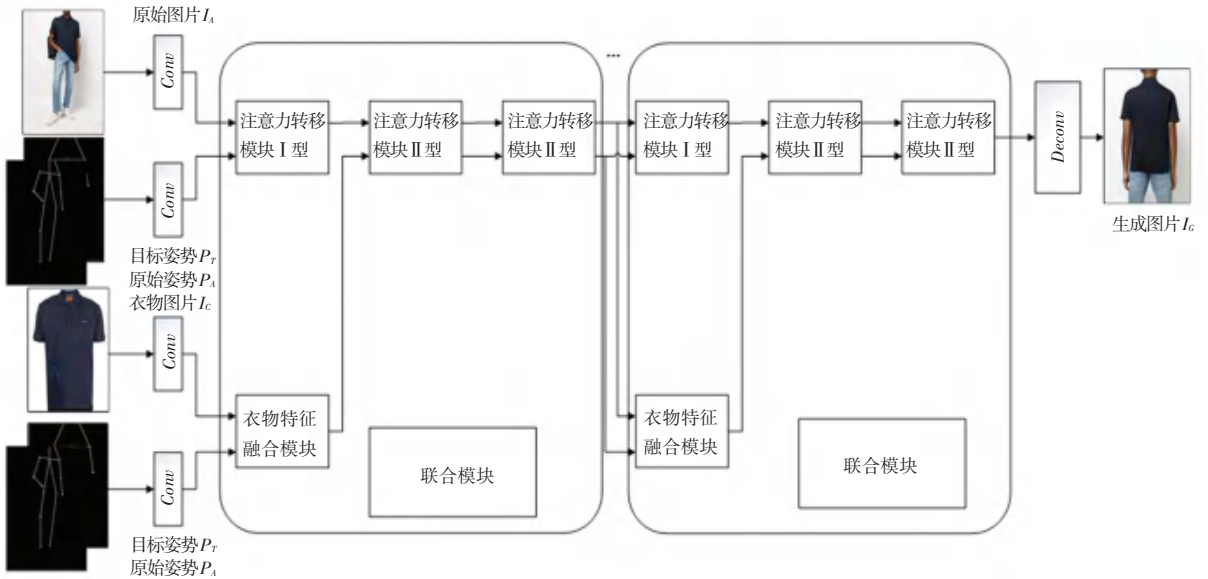 原始图片I_A
Conv
Conv
目标姿势P_T
原始姿势P_A
衣物图片I_C
Conv
Conv
目标姿势P_T
原始姿势P_A
注意力转移
模块Ⅰ型
注意力转移
模块Ⅱ型
注意力转移
模块Ⅱ型
衣物特征
融合模块
联合模块
...
注意力转移
模块Ⅰ型
注意力转移
模块Ⅱ型
注意力转移
模块Ⅱ型
衣物特征
融合模块
联合模块
Deconv
生成图片I_G